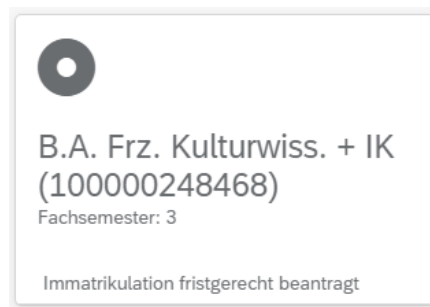 B.A. Frz. Kulturwiss. + IK
(100000248468)
Fachsemester: 3
Immatrikulation fristgerecht beantragt